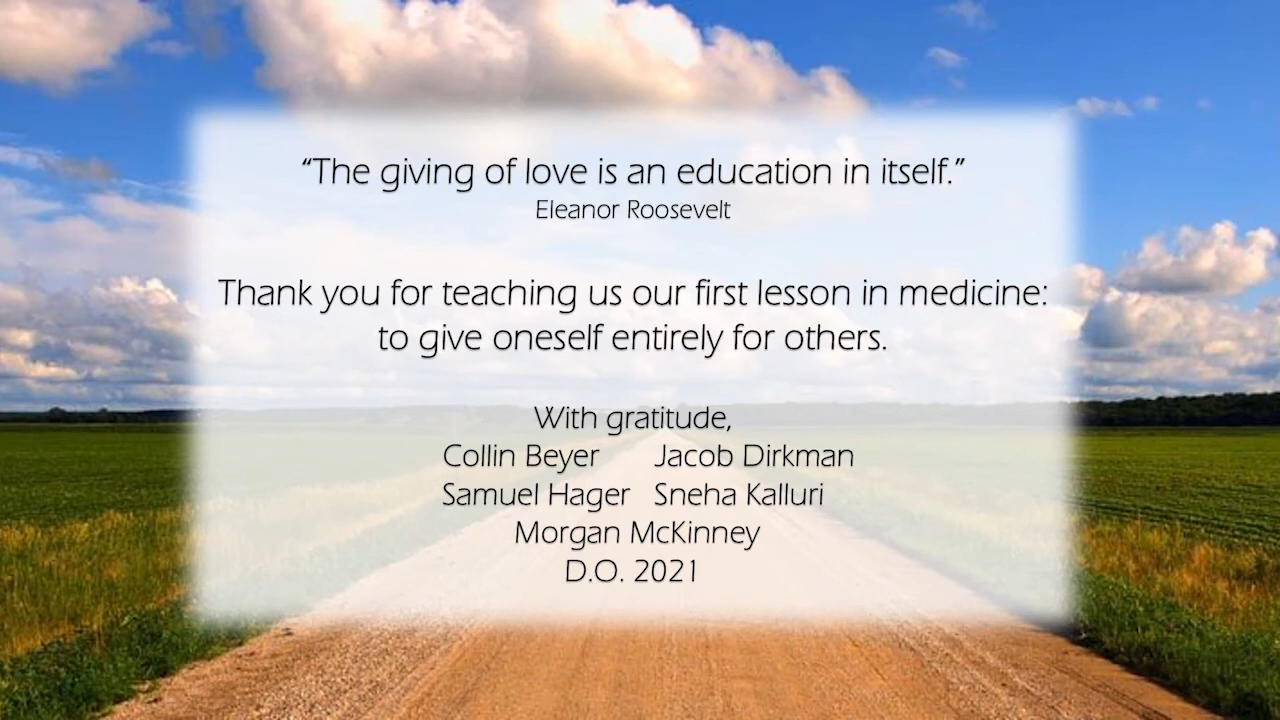 “The giving of love is an education in itself.”
Eleanor Roosevelt
Thank you for teaching us our first lesson in medicine:
to give oneself entirely for others.
With gratitude,
Collin Beyer Jacob Dirkman
Samuel Hager Sneha Kalluri
Morgan McKinney
D.O. 2021